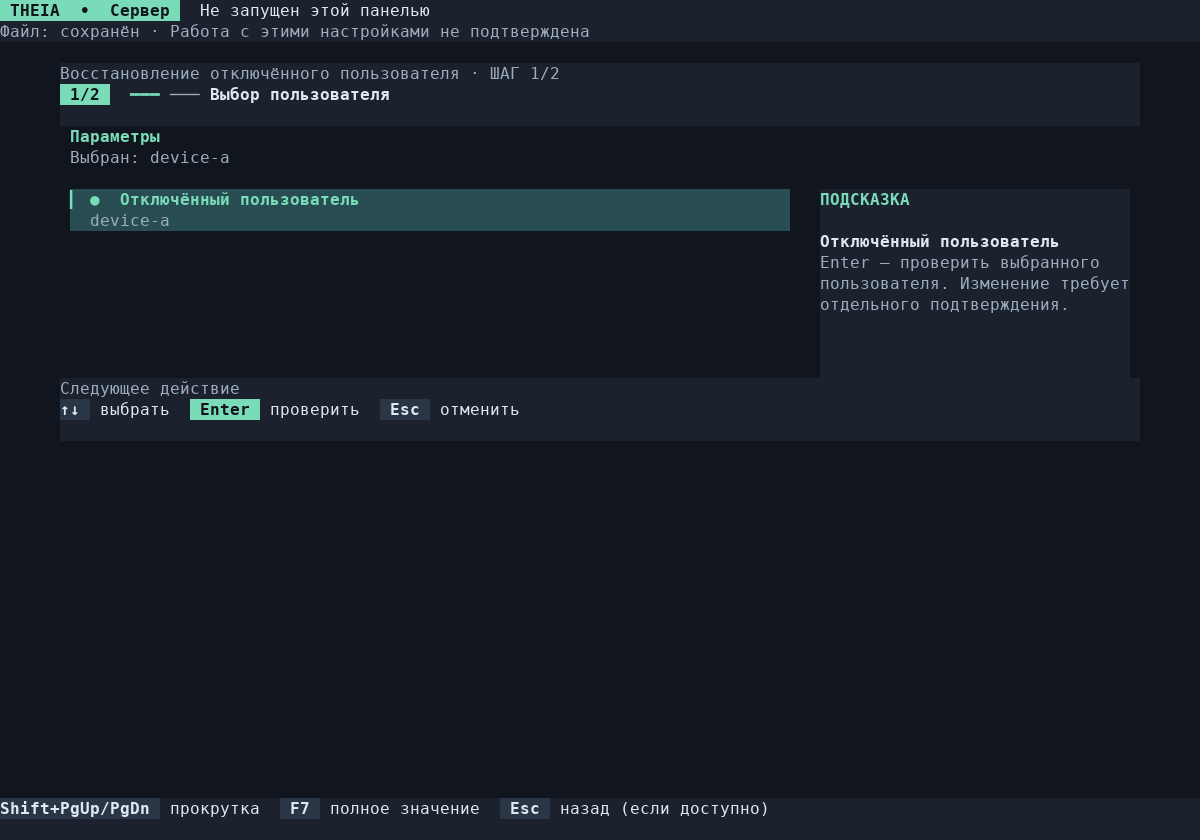 THEIA • Сервер Не запущен этой панелью
Файл: сохранён · Работа с этими настройками не подтверждена
Восстановление отключённого пользователя · ШАГ 1/2
1/2 ━━━ ─── Выбор пользователя
Параметры
Выбран: device-a
● Отключённый пользователь
device-a
ПОДСКАЗКА
Отключённый пользователь
Enter — проверить выбранного
пользователя. Изменение требует
отдельного подтверждения.
Следующее действие
↑↓ выбрать Enter проверить Esc отменить
Shift+PgUp/PgDn прокрутка F7 полное значение Esc назад (если доступно)